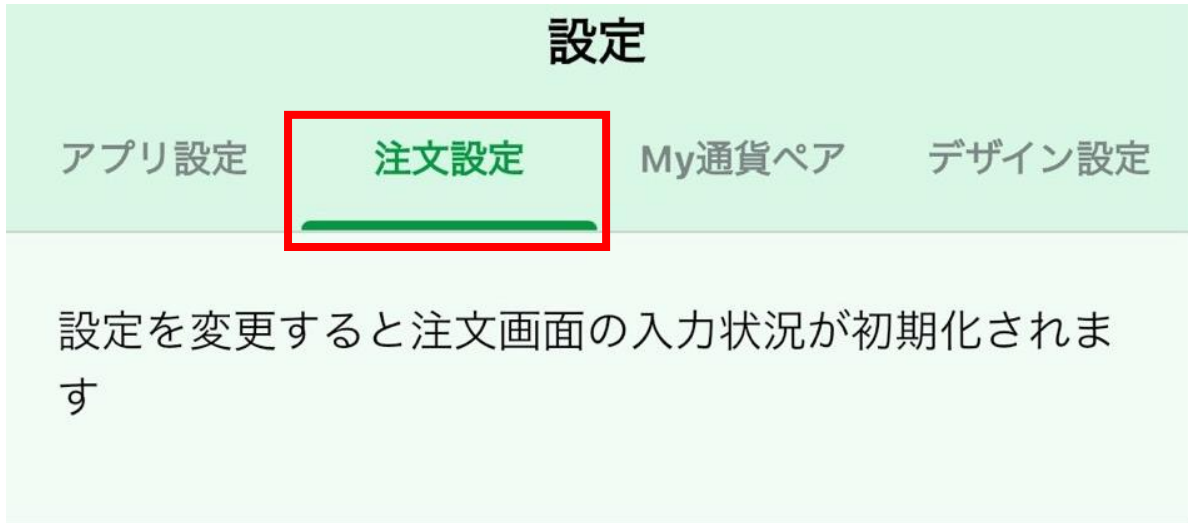 設定
アプリ設定 注文設定 My通貨ペア デザイン設定
設定を変更すると注文画面の入力状況が初期化されま
す